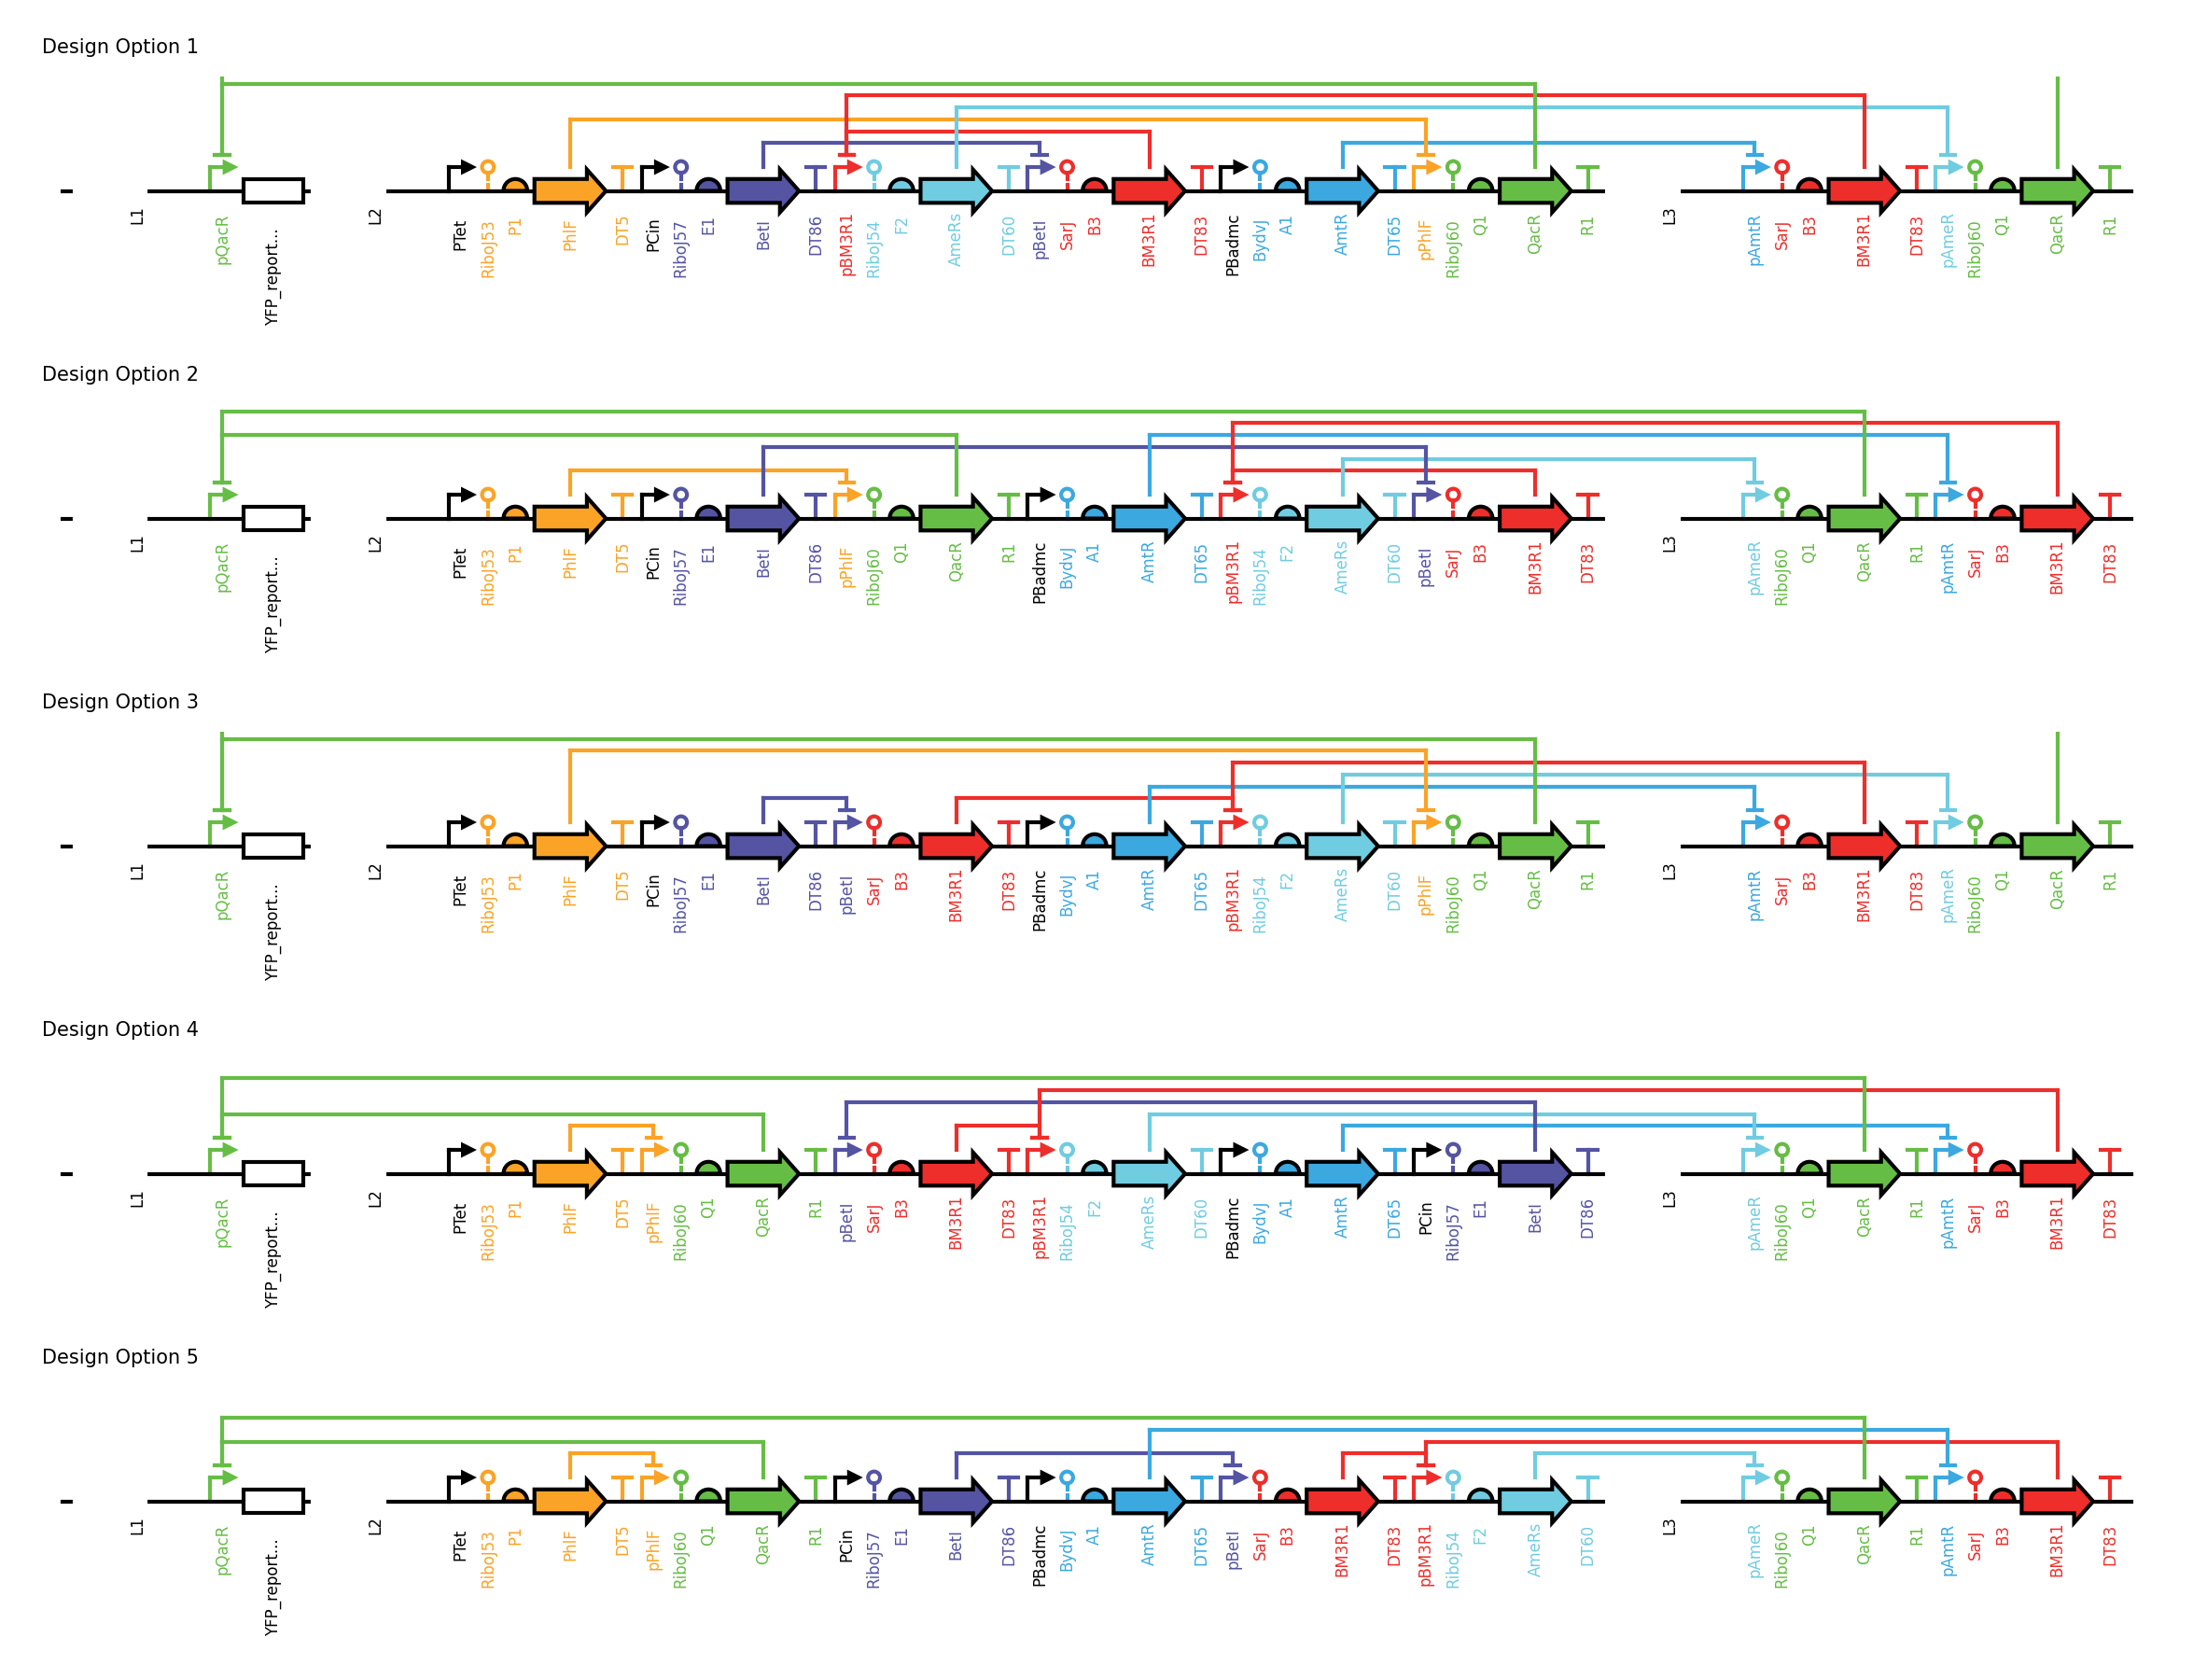 Design Option 1
L1 pQacR YFP_report... L2 PTet RiboJ53 P1 PhlF DT5 PCin RiboJ57 E1 BetI DT86 pBM3R1 RiboJ54 F2 AmeRs DT60 pBetI SarJ B3 BM3R1 DT83 PBadmc BydvJ A1 AmtR DT65 pPhlF RiboJ60 Q1 QacR R1 L3 pAmtR SarJ B3 BM3R1 DT83 pAmeR RiboJ60 Q1 QacR R1
Design Option 2
L1 pQacR YFP_report... L2 PTet RiboJ53 P1 PhlF DT5 PCin RiboJ57 E1 BetI DT86 pPhlF RiboJ60 Q1 QacR R1 PBadmc BydvJ A1 AmtR DT65 pBM3R1 RiboJ54 F2 AmeRs DT60 pBetI SarJ B3 BM3R1 DT83 L3 pAmeR RiboJ60 Q1 QacR R1 pAmtR SarJ B3 BM3R1 DT83
Design Option 3
L1 pQacR YFP_report... L2 PTet RiboJ53 P1 PhlF DT5 PCin RiboJ57 E1 BetI DT86 pBetI SarJ B3 BM3R1 DT83 PBadmc BydvJ A1 AmtR DT65 pBM3R1 RiboJ54 F2 AmeRs DT60 pPhlF RiboJ60 Q1 QacR R1 L3 pAmtR SarJ B3 BM3R1 DT83 pAmeR RiboJ60 Q1 QacR R1
Design Option 4
L1 pQacR YFP_report... L2 PTet RiboJ53 P1 PhlF DT5 pPhlF RiboJ60 Q1 QacR R1 pBetI SarJ B3 BM3R1 DT83 pBM3R1 RiboJ54 F2 AmeRs DT60 PBadmc BydvJ A1 AmtR DT65 PCin RiboJ57 E1 BetI DT86 L3 pAmeR RiboJ60 Q1 QacR R1 pAmtR SarJ B3 BM3R1 DT83
Design Option 5
L1 pQacR YFP_report... L2 PTet RiboJ53 P1 PhlF DT5 pPhlF RiboJ60 Q1 QacR R1 PCin RiboJ57 E1 BetI DT86 PBadmc BydvJ A1 AmtR DT65 pBetI SarJ B3 BM3R1 DT83 pBM3R1 RiboJ54 F2 AmeRs DT60 L3 pAmeR RiboJ60 Q1 QacR R1 pAmtR SarJ B3 BM3R1 DT83